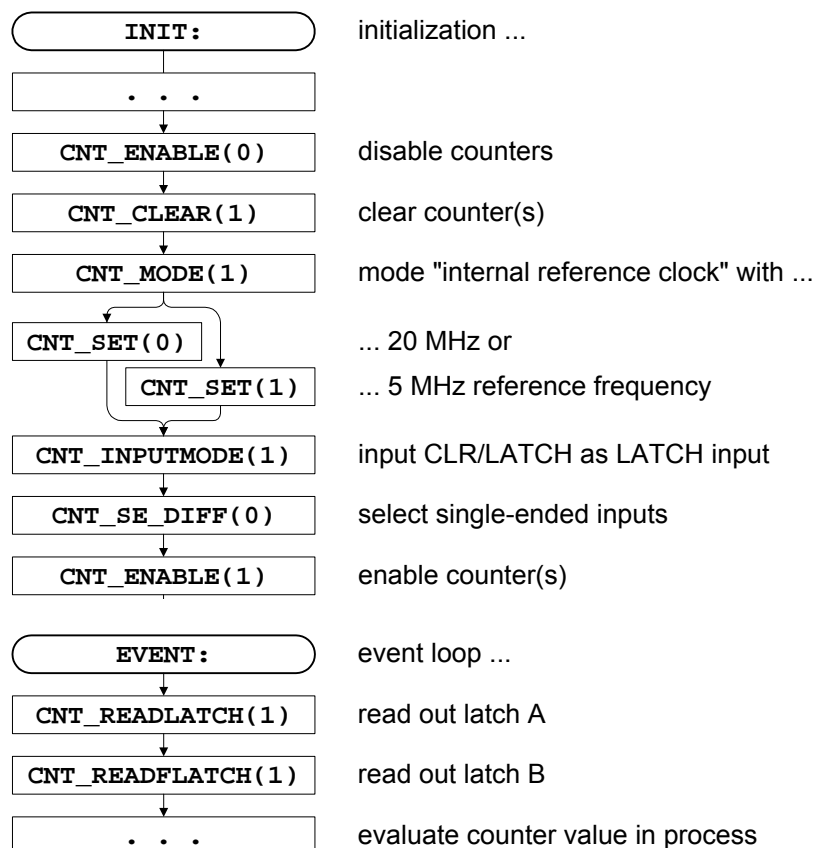 INIT: initialization ...
. . .
CNT_ENABLE(0) disable counters
CNT_CLEAR(1) clear counter(s)
CNT_MODE(1) mode "internal reference clock" with ...
CNT_SET(0) ... 20 MHz or
CNT_SET(1) ... 5 MHz reference frequency
CNT_INPUTMODE(1) input CLR/LATCH as LATCH input
CNT_SE_DIFF(0) select single-ended inputs
CNT_ENABLE(1) enable counter(s)
EVENT: event loop ...
CNT_READLATCH(1) read out latch A
CNT_READFLATCH(1) read out latch B
. . . evaluate counter value in process